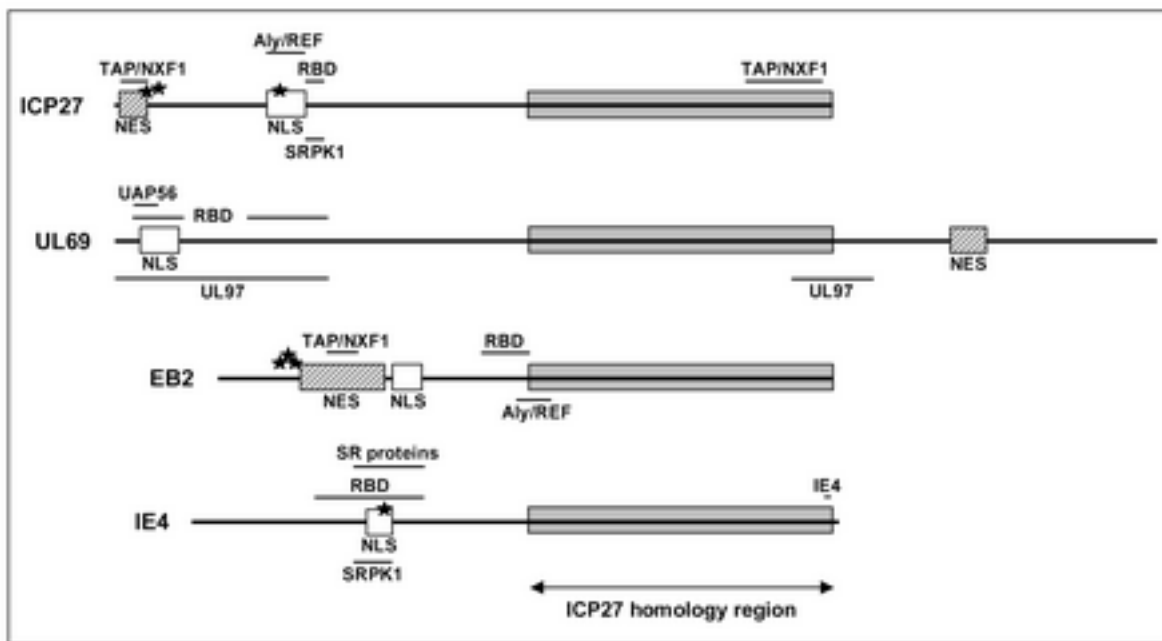 Aly/REF
TAP/NXF1 RBD TAP/NXF1
ICP27
NES NLS
SRPK1
UAP56
RBD
UL69
NLS NES
UL97 UL97
TAP/NXF1 RBD
EB2
NES NLS
Aly/REF
SR proteins
RBD IE4
IE4
NLS
SRPK1
ICP27 homology region